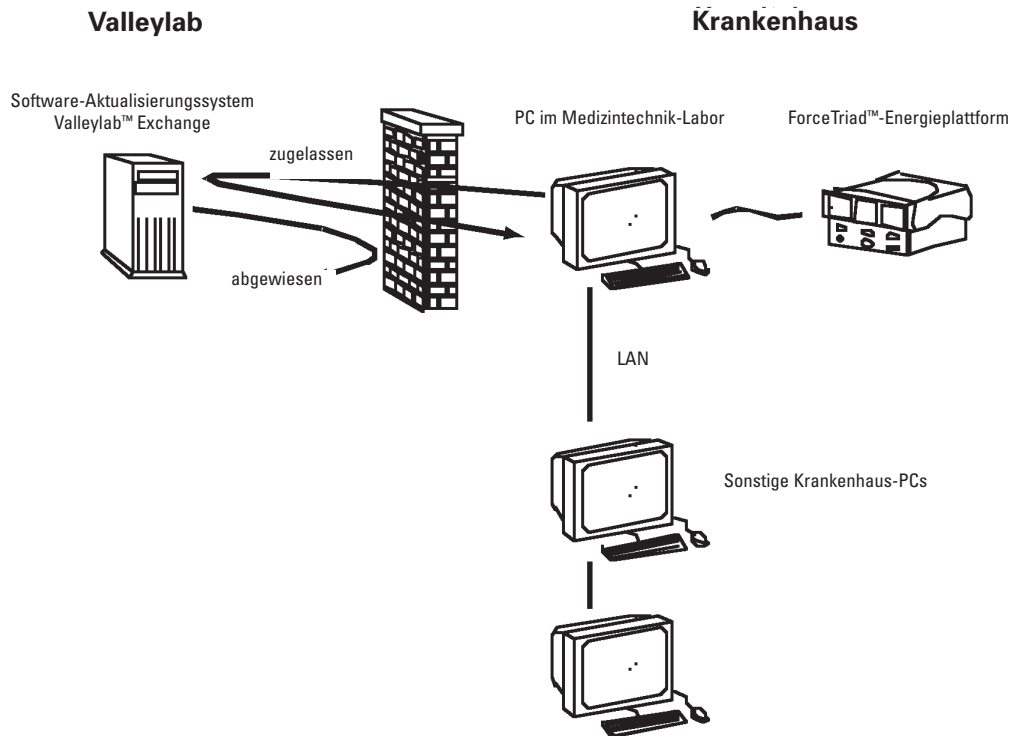 Valleylab
Krankenhaus
Software-Aktualisierungssystem
Valleylab™ Exchange
PC im Medizintechnik-Labor
ForceTriad™-Energieplattform
zugelassen
abgewiesen
LAN
Sonstige Krankenhaus-PCs